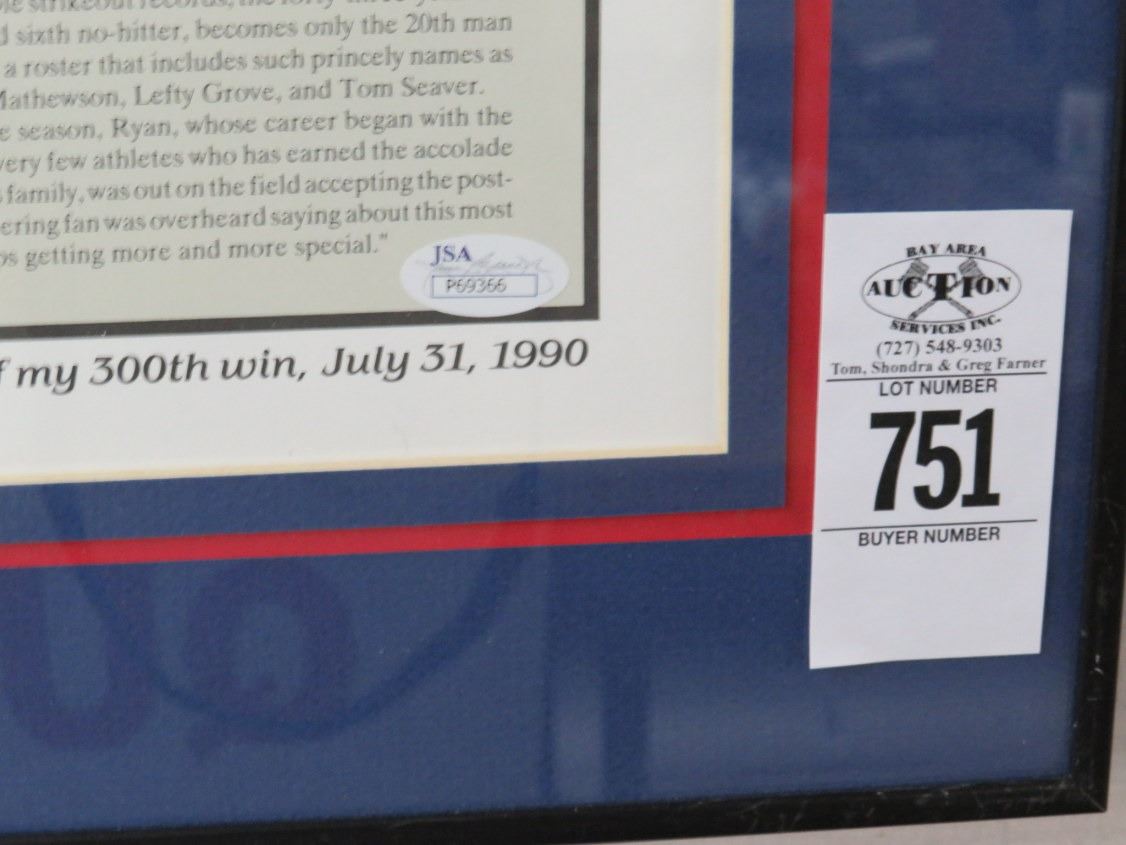 sixth no-hitter, becomes only the 20th man
a roster that includes such princely names as
Mathewson, Lefty Grove, and Tom Seaver.
season, Ryan, whose career began with the
very few athletes who has earned the accolade
family, was out on the field accepting the post-
ering fan was overheard saying about this most
getting more and more special."
JSA
P69366
my 300th win, July 31, 1990
BAY AREA
AUCTION
SERVICES INC.
(727) 548-9303
Tom, Shondra & Greg Farner
LOT NUMBER
751
BUYER NUMBER